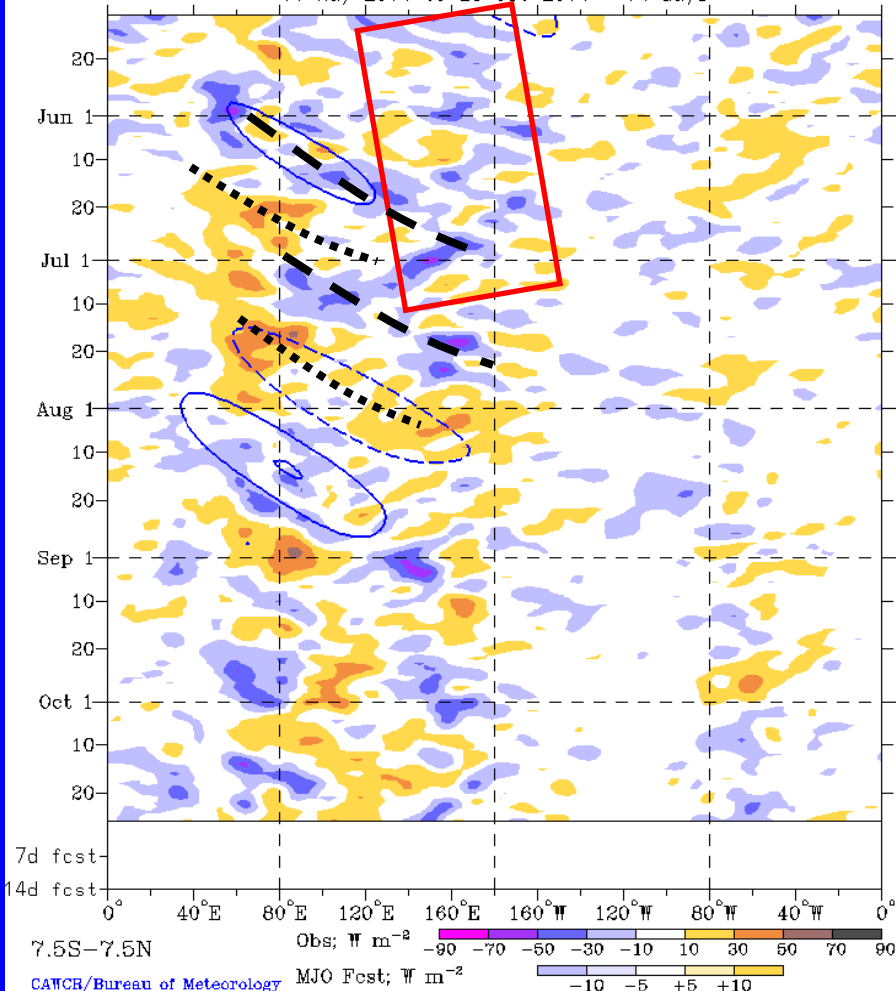 20
Jun 1
10
20
Jul 1
10
20
Aug 1
10
20
Sep 1
10
20
Oct 1
10
20
7d fcst
14d fcst
0° 40°E 80°E 120°E 160°E 160°W 120°W 80°W 40°W 0°
7.5S-7.5N
Obs; W m-2 -90 -70 -50 -30 -10 10 30 50 70 90
CAWCR/Bureau of Meteorology MJO Fcst; W m-2 -10 -5 +5 +10